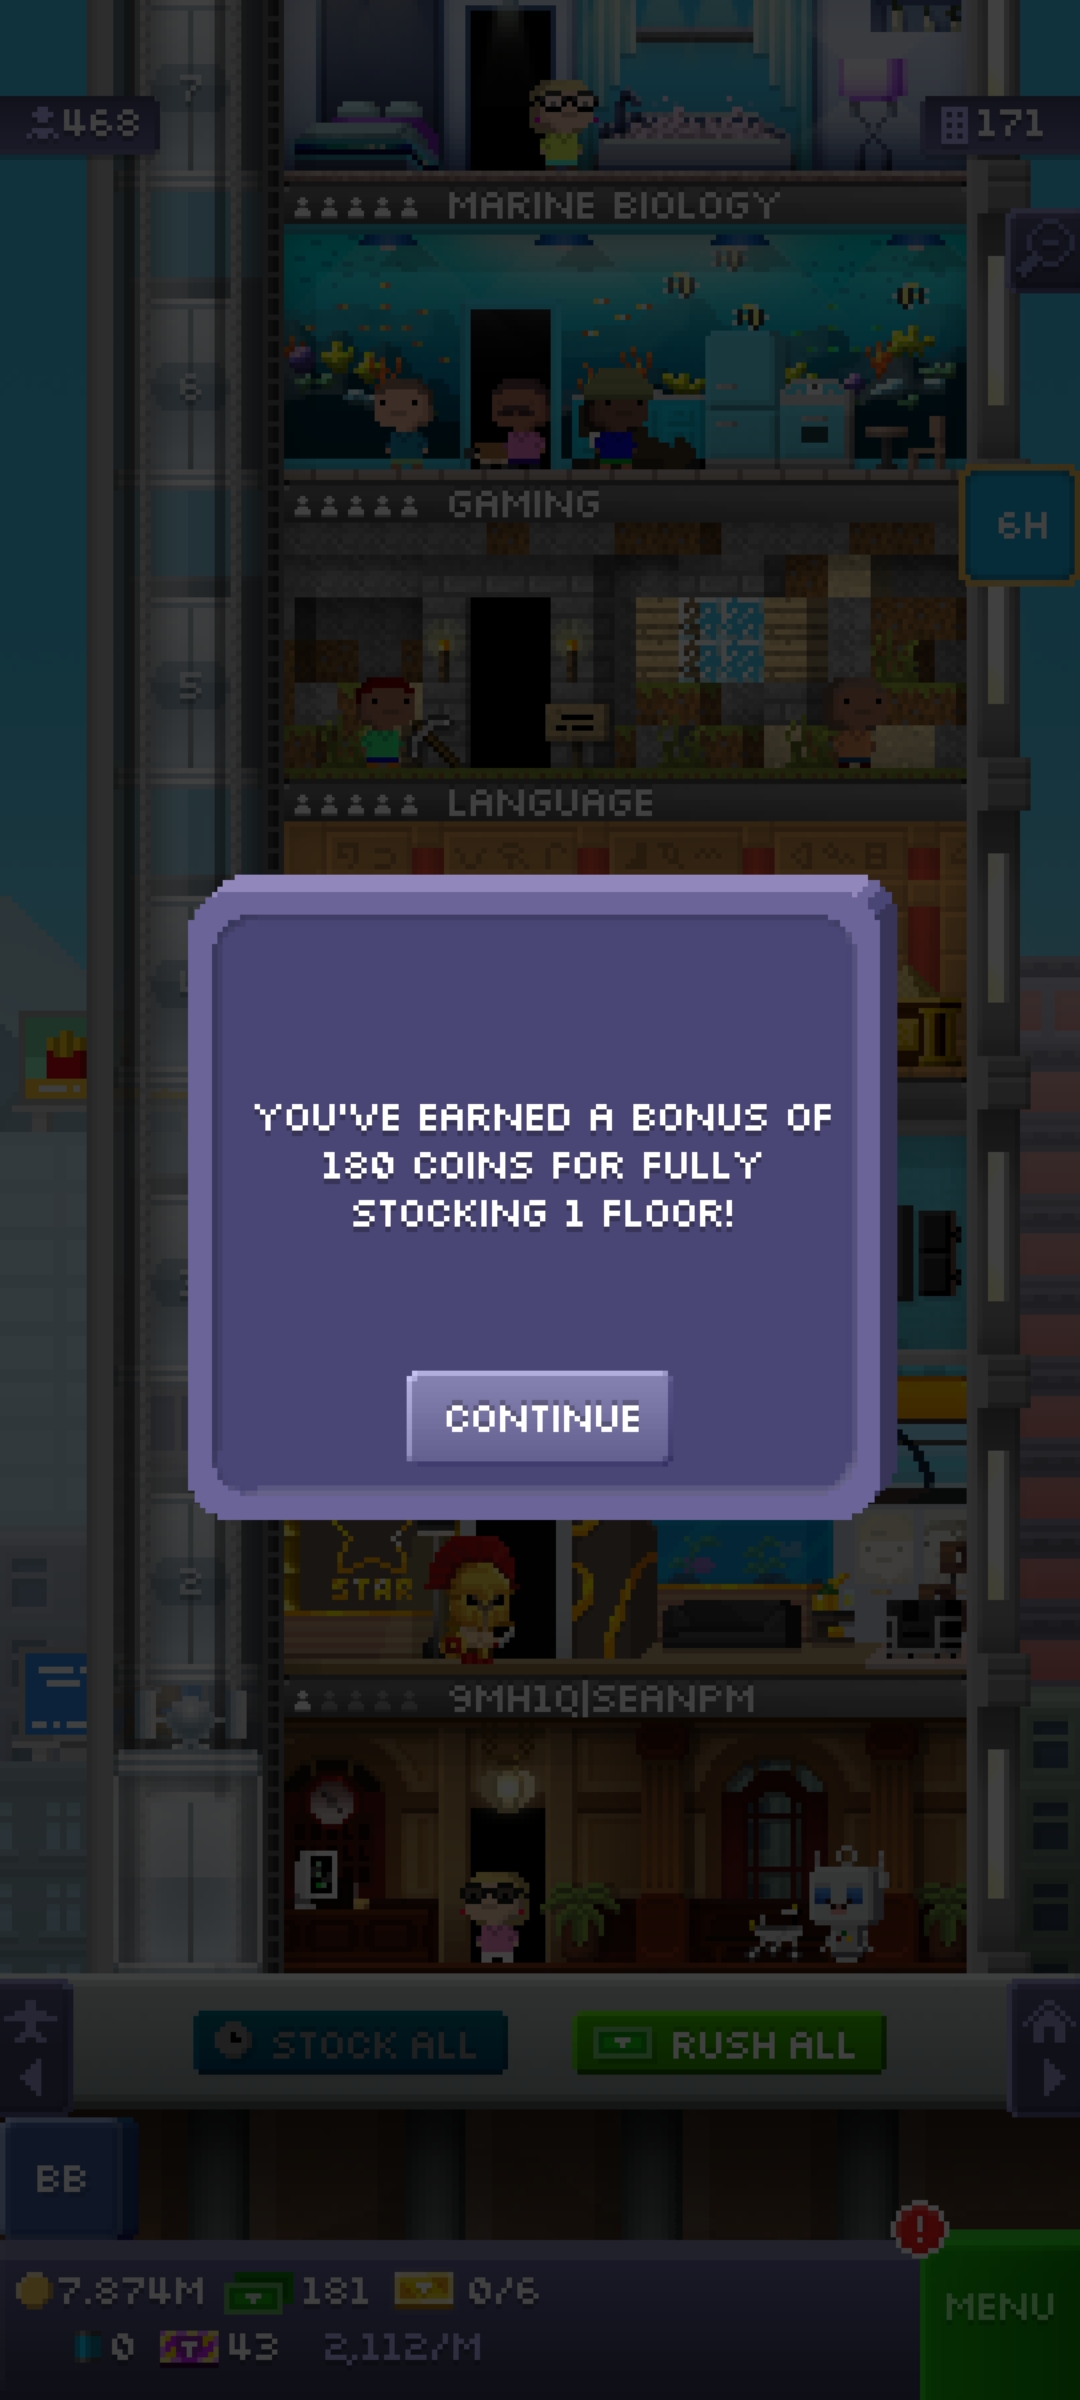 7
468
171
MARINE BIOLOGY
6
GAMING
6H
5
LANGUAGE
YOU'VE EARNED A BONUS OF
180 COINS FOR FULLY
STOCKING 1 FLOOR!
CONTINUE
2
STAR
9MH1Q|SEANPM
STOCK ALL
RUSH ALL
BB
!
7.874M
181
0/6
MENU
0
43
2,112/M